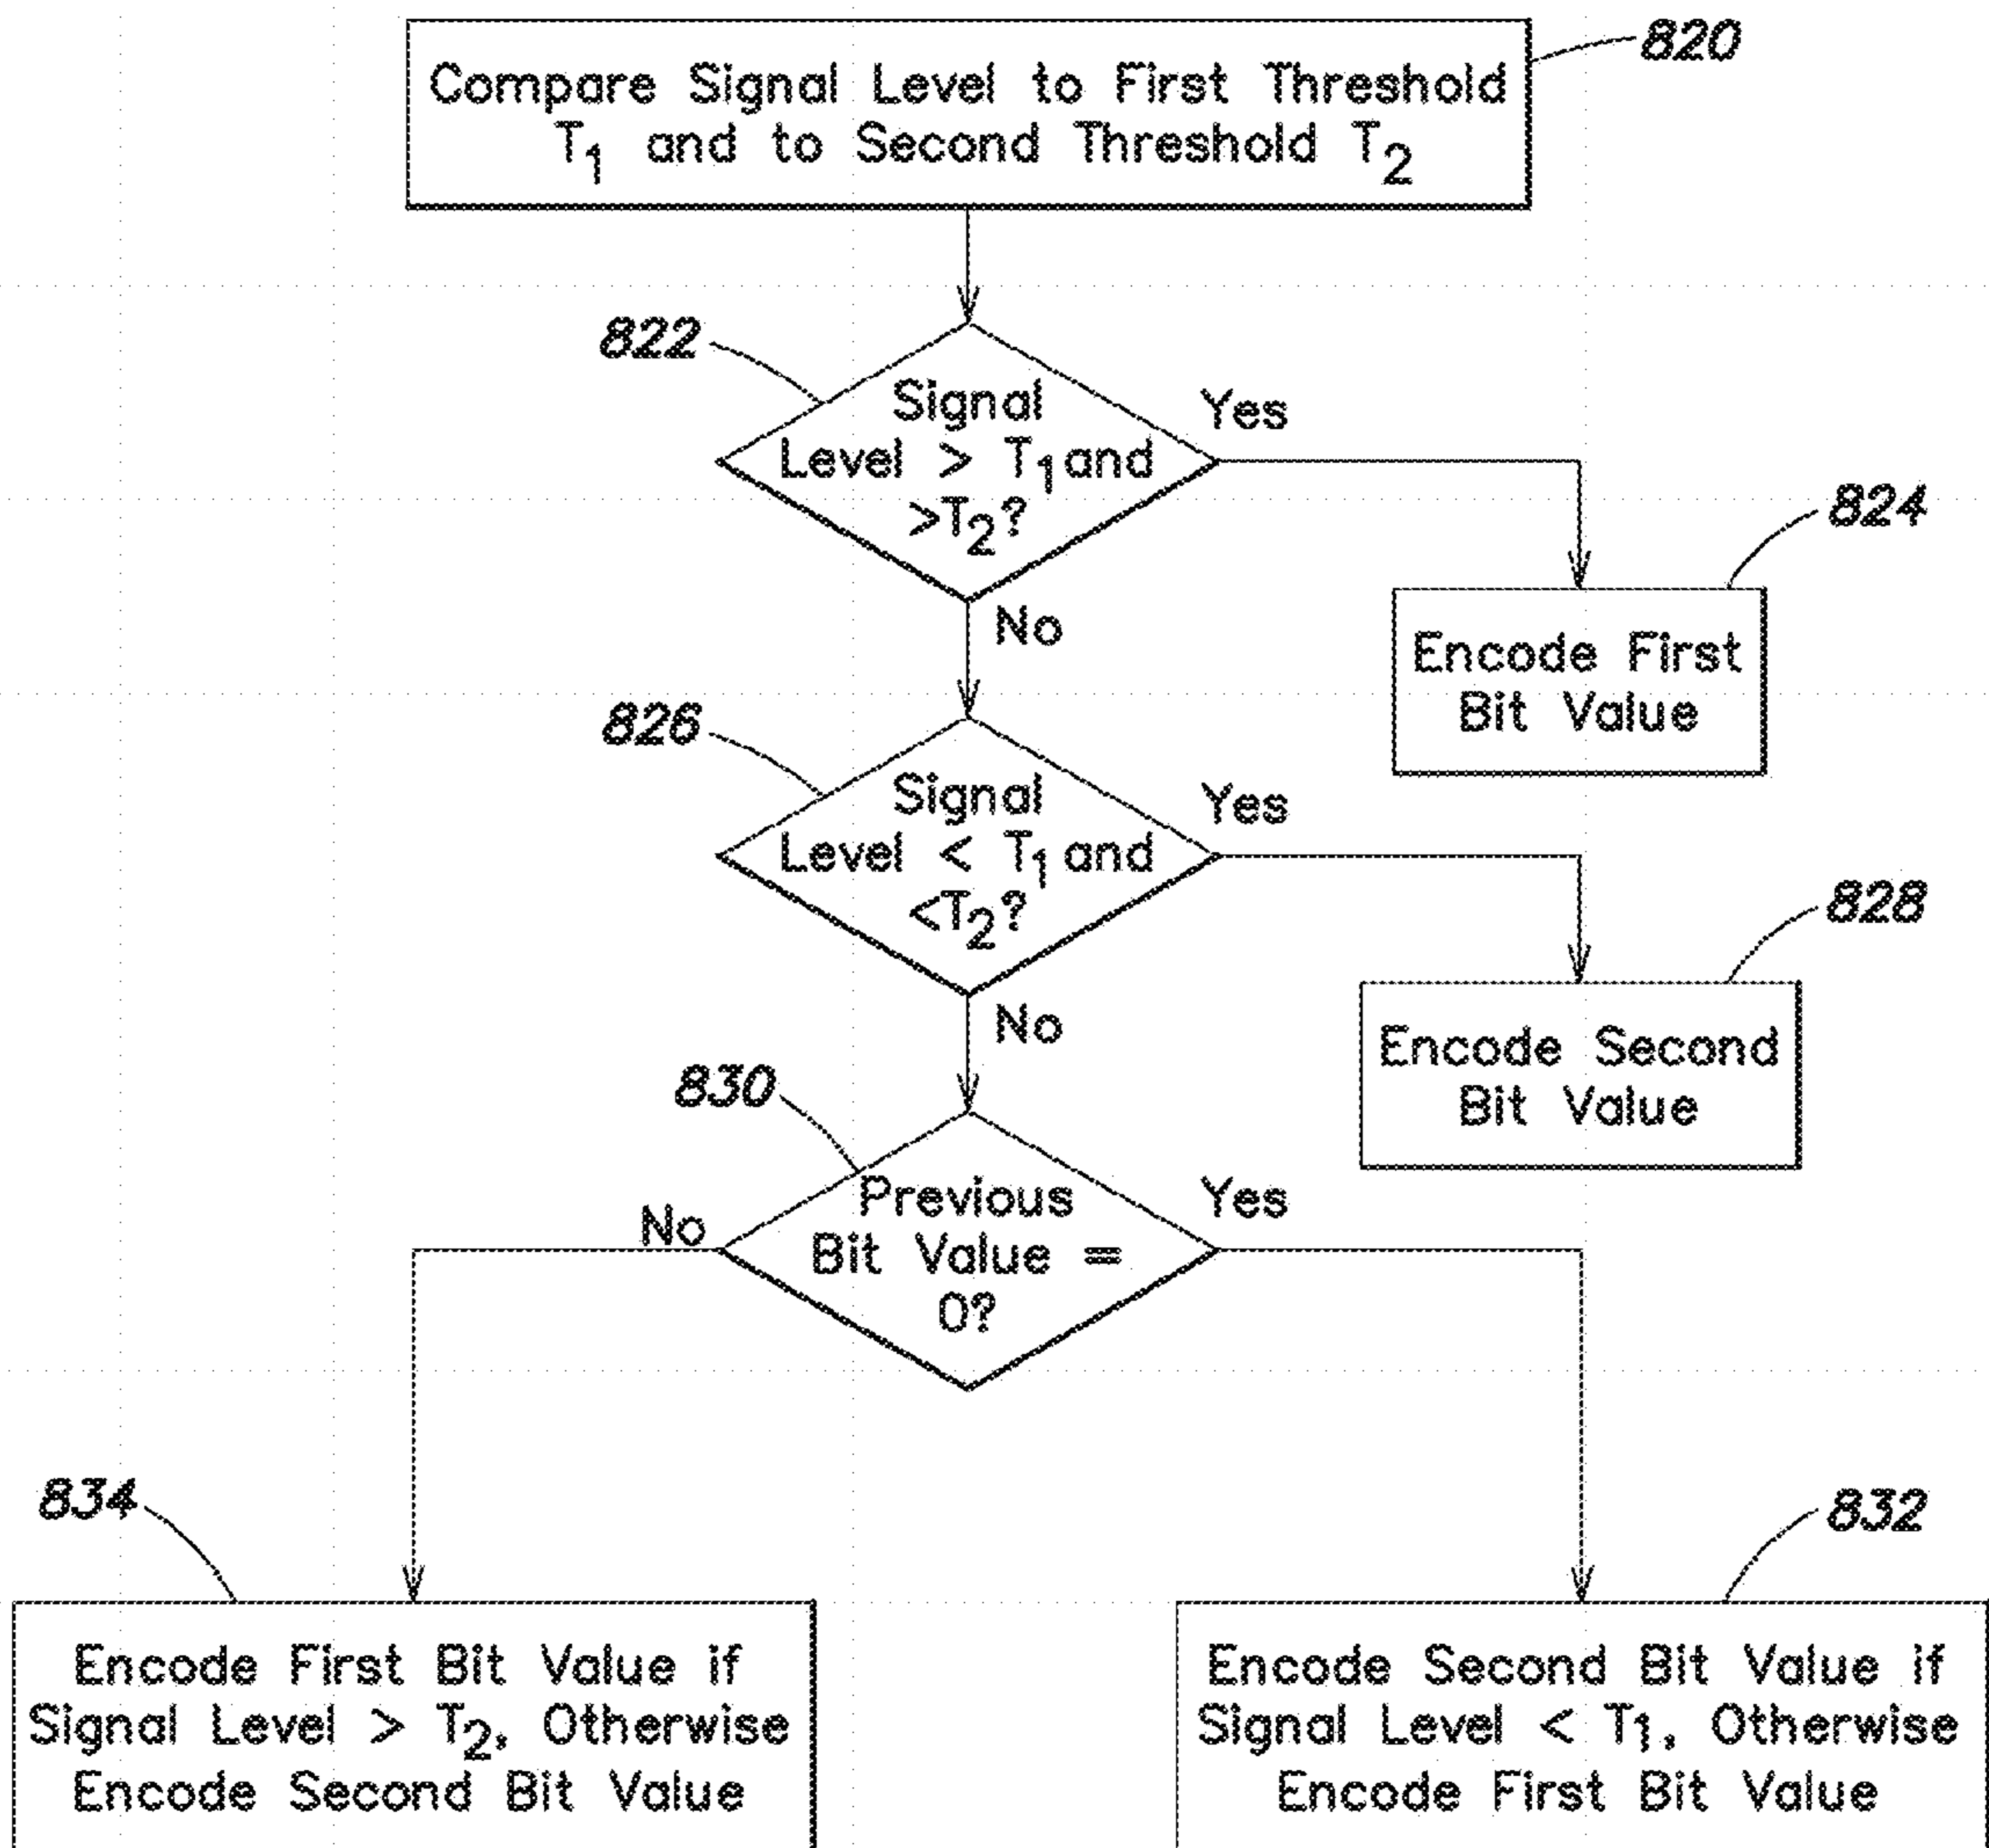 820
Compare Signal Level to First Threshold
T1 and to Second Threshold T2
822
Signal
Level > T1 and
>T2?
Yes
824
No
Encode First
Bit Value
826
Signal
Level < T1 and
<T2?
Yes
828
No
Encode Second
Bit Value
830
Previous
Bit Value =
0?
No
Yes
834
832
Encode First Bit Value if
Signal Level > T2, Otherwise
Encode Second Bit Value
Encode Second Bit Value if
Signal Level < T1, Otherwise
Encode First Bit Value